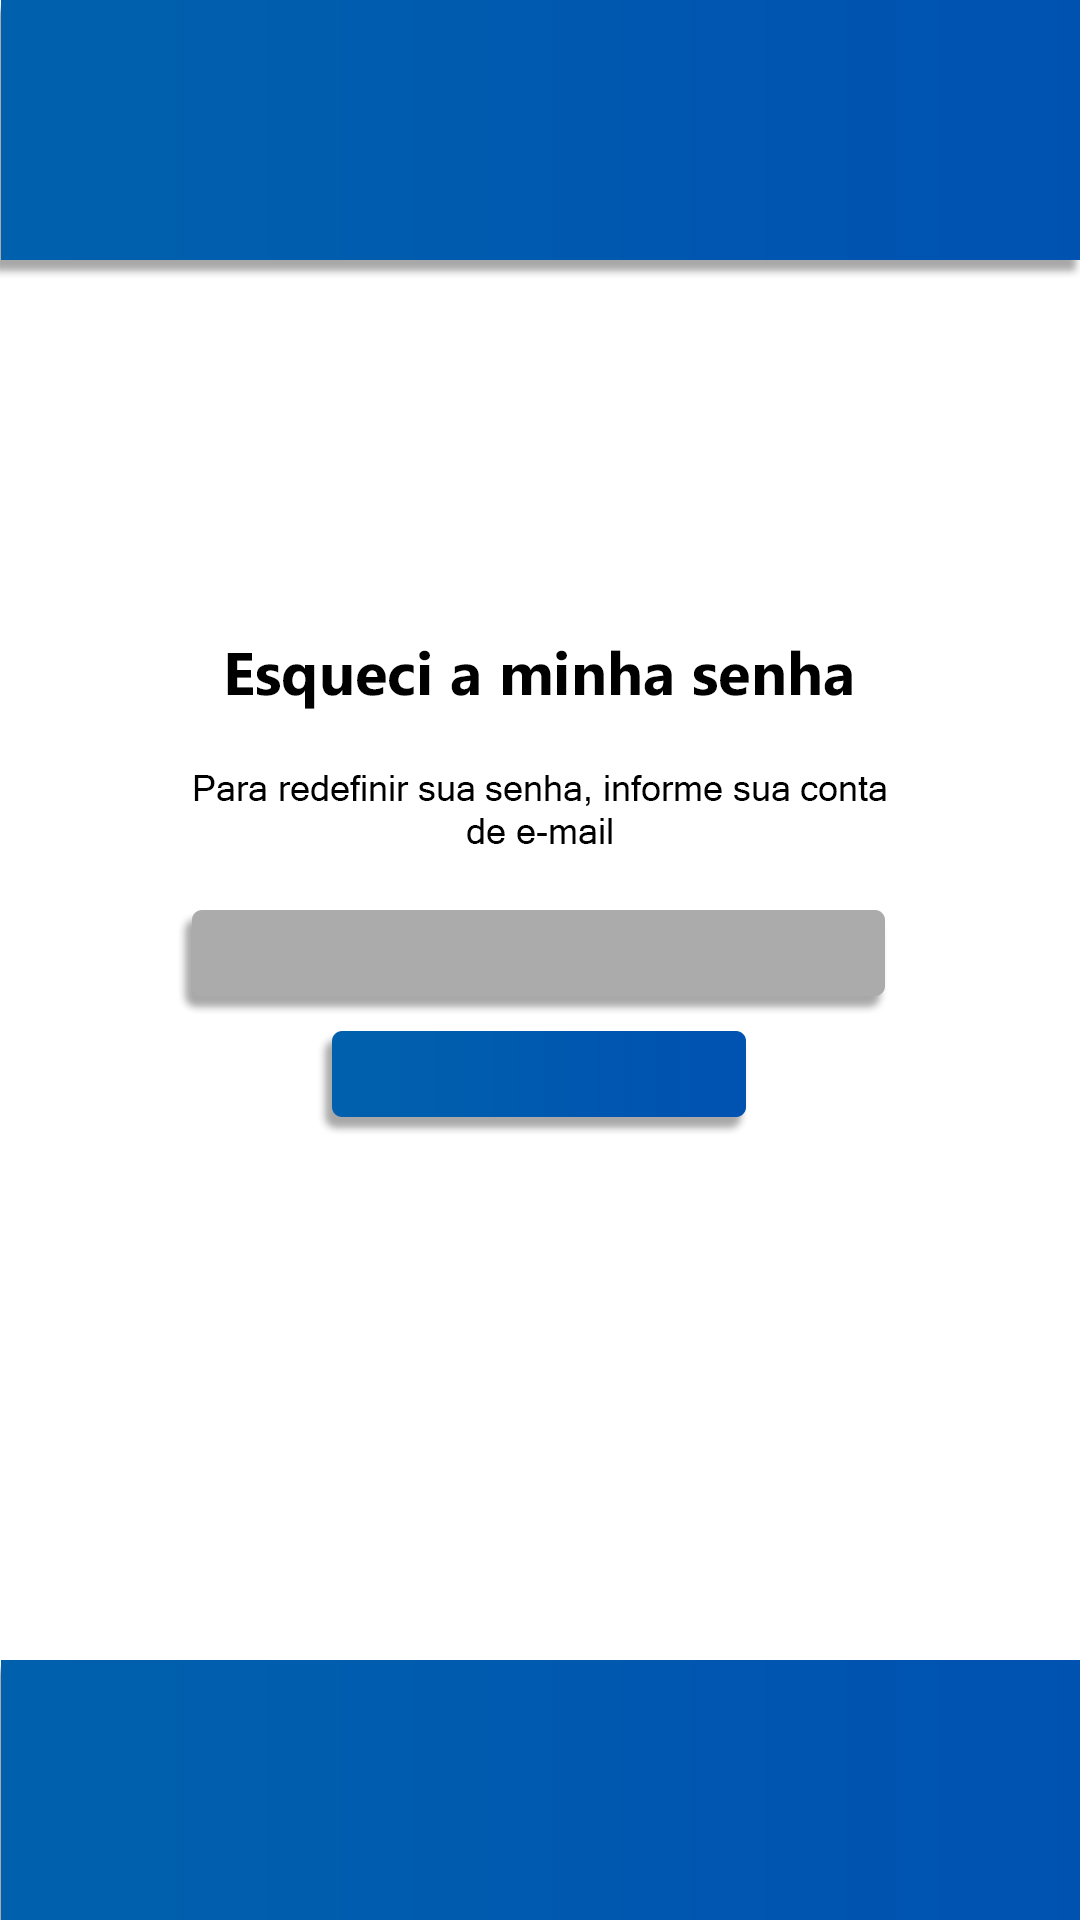 Esqueci a minha senha
Para redefinir sua senha, informe sua conta
de e-mail